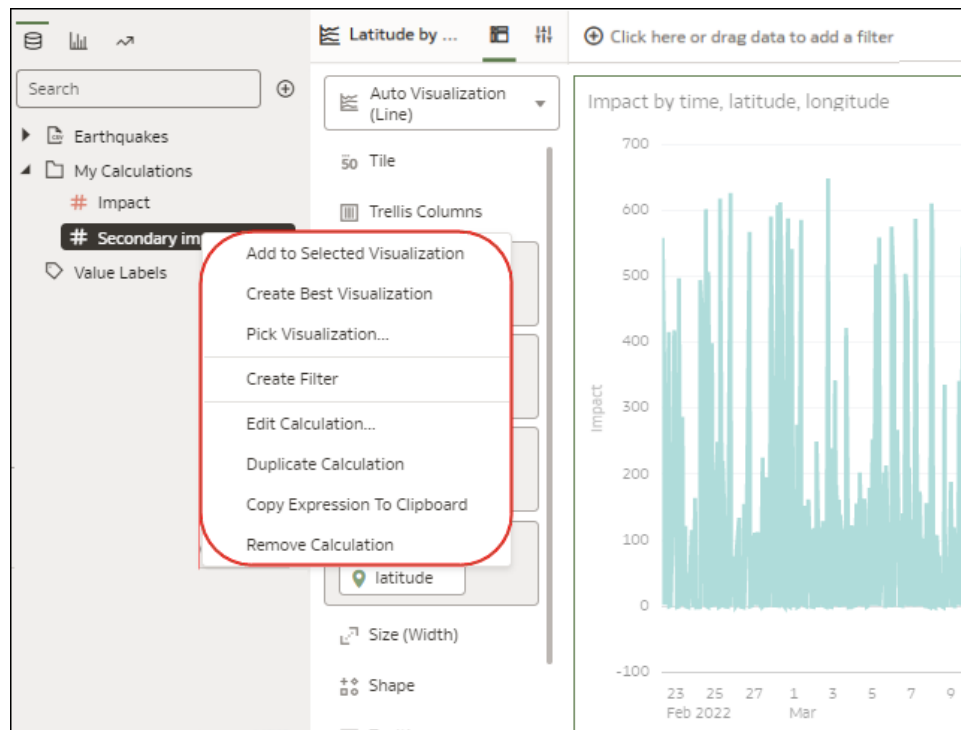 Search
CSV
Earthquakes
My Calculations
Impact
Secondary im
Value Labels
Add to Selected Visualization
Create Best Visualization
Pick Visualization...
Create Filter
Edit Calculation...
Duplicate Calculation
Copy Expression To Clipboard
Remove Calculation
Latitude by ...
Auto Visualization
(Line)
50 Tile
Trellis Columns
latitude
Size (Width)
Shape
Click here or drag data to add a filter
Impact by time, latitude, longitude
Impact
700
600
500
400
300
200
100
0
-100
23 25 27 1 3 5 7 9
Feb 2022 Mar